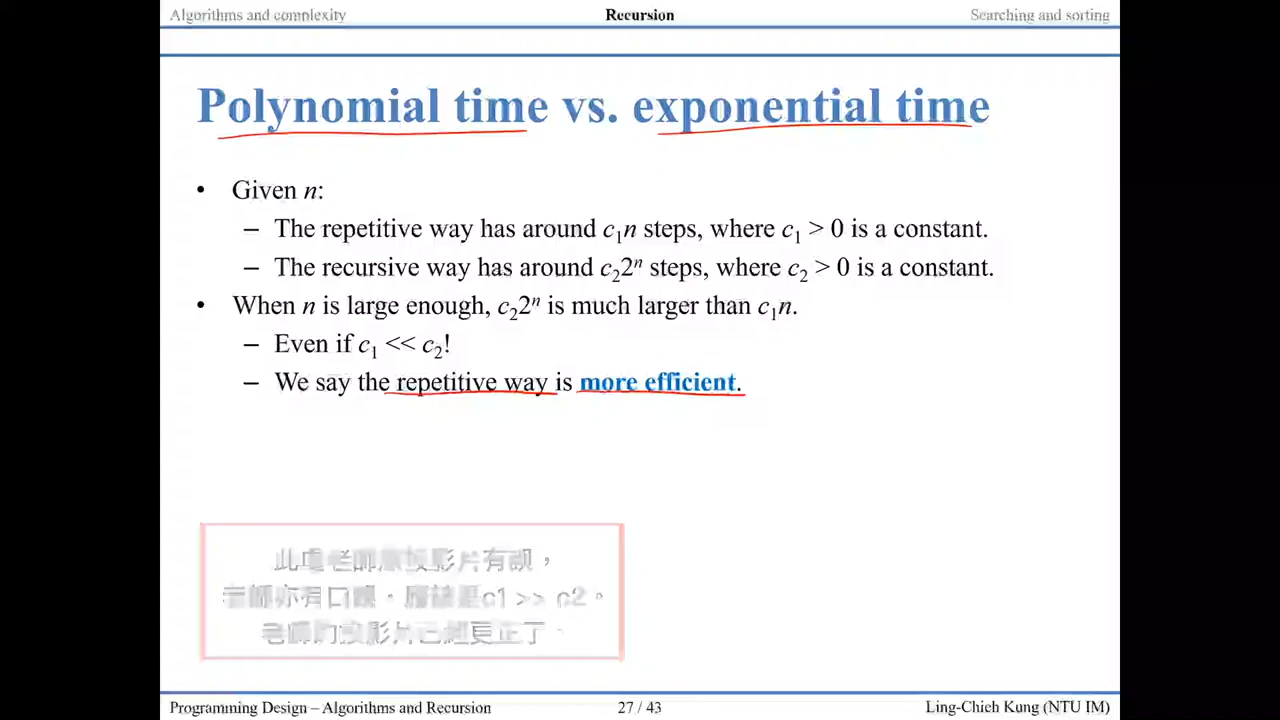 Algorithms and complexity Recursion Searching and sorting
Polynomial time vs. exponential time
• Given n:
– The repetitive way has around c₁n steps, where c₁ > 0 is a constant.
– The recursive way has around c₂2ⁿ steps, where c₂ > 0 is a constant.
• When n is large enough, c₂2ⁿ is much larger than c₁n.
– Even if c₁ << c₂!
– We say the repetitive way is more efficient.
此處老師原投影片有誤，
老師亦有口誤，應該是c1 >> c2。
老師的投影片已經更正了。
Programming Design – Algorithms and Recursion 27 / 43 Ling-Chieh Kung (NTU IM)